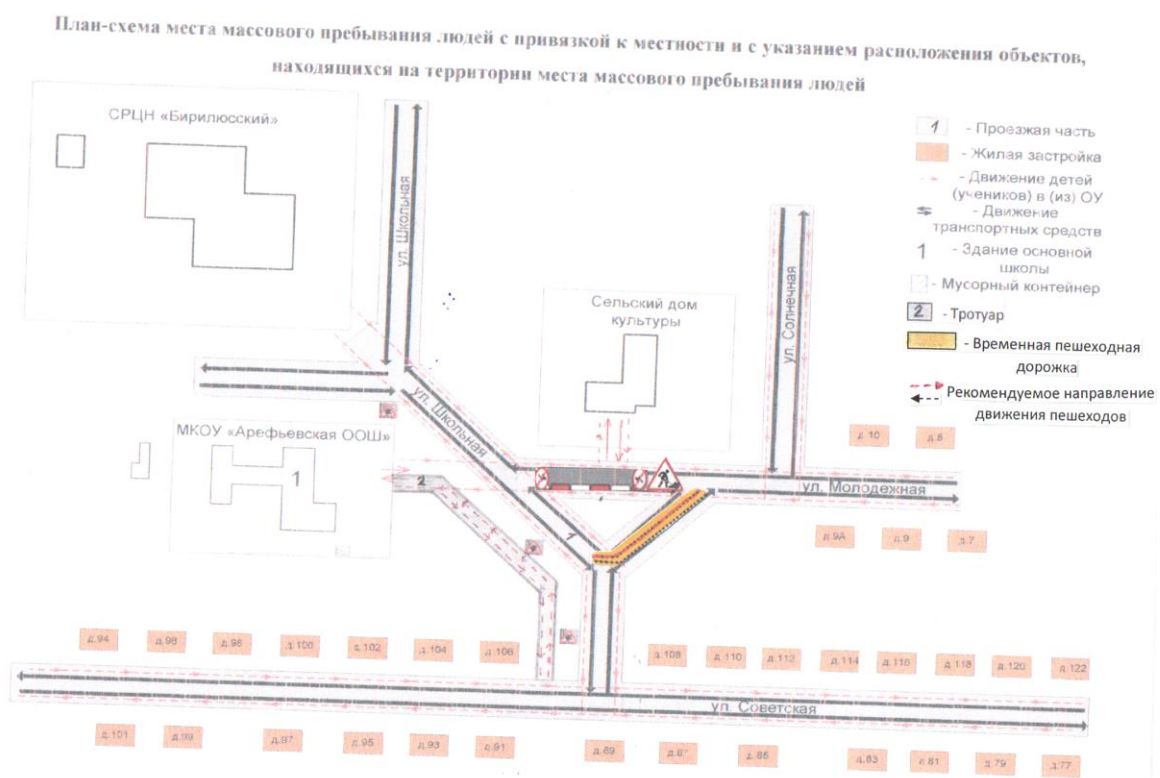 План-схема места массового пребывания людей с привязкой к местности и с указанием расположения объектов,
находящихся на территории места массового пребывания людей
СРЦН «Бирилюсский»
ул. Школьная
1 - Проезжая часть
- Жилая застройка
- Движение детей
(учеников) в (из) ОУ
- Движение
транспортных средств
1 - Здание основной
школы
- Мусорный контейнер
2 - Тротуар
- Временная пешеходная
дорожка
Рекомендуемое направление
движения пешеходов
Сельский дом
культуры
ул. Солнечная
ул. Школьная
МКОУ «Арефьевская ООШ»
1
2
1
д.10
д.8
ул. Молодежная
д.9А
д.9
д.7
д.94
д.96
д.98
д.100
д.102
д.104
д.106
д.108
д.110
д.112
д.114
д.116
д.118
д.120
д.122
ул. Советская
д.101
д.99
д.97
д.95
д.93
д.91
д.89
д.87
д.85
д.83
д.81
д.79
д.77